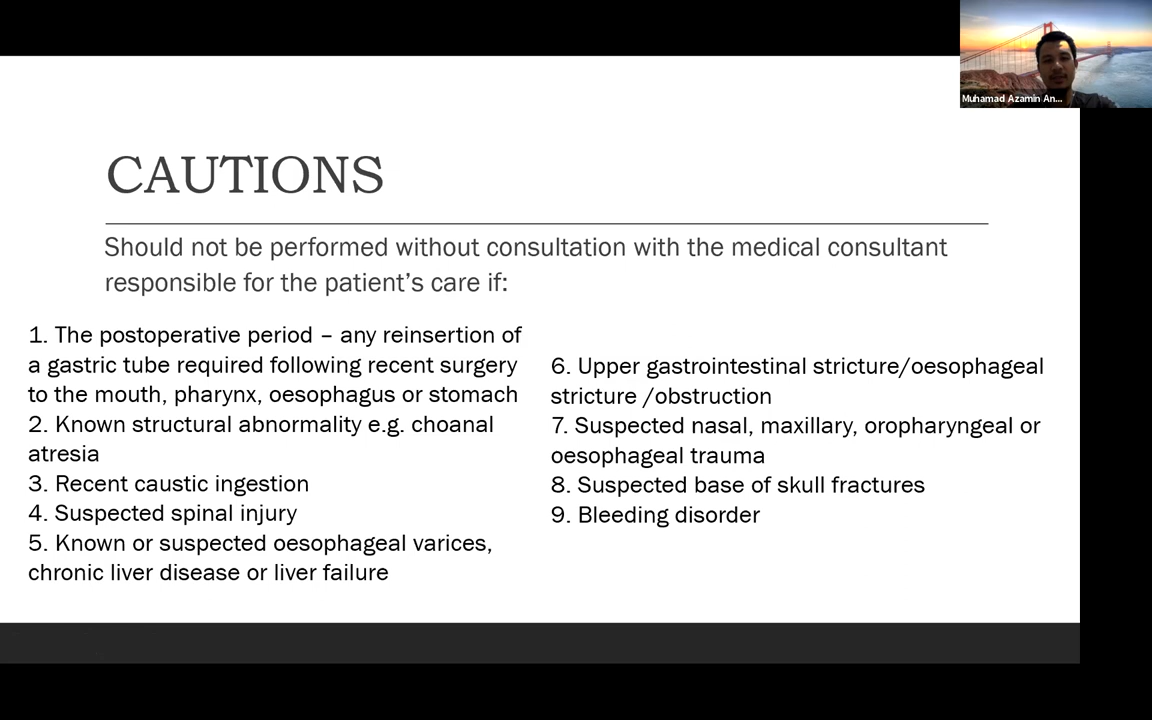 Muhamad Azamin An...
CAUTIONS
Should not be performed without consultation with the medical consultant
responsible for the patient’s care if:
1. The postoperative period – any reinsertion of
a gastric tube required following recent surgery
to the mouth, pharynx, oesophagus or stomach
2. Known structural abnormality e.g. choanal
atresia
3. Recent caustic ingestion
4. Suspected spinal injury
5. Known or suspected oesophageal varices,
chronic liver disease or liver failure
6. Upper gastrointestinal stricture/oesophageal
stricture /obstruction
7. Suspected nasal, maxillary, oropharyngeal or
oesophageal trauma
8. Suspected base of skull fractures
9. Bleeding disorder